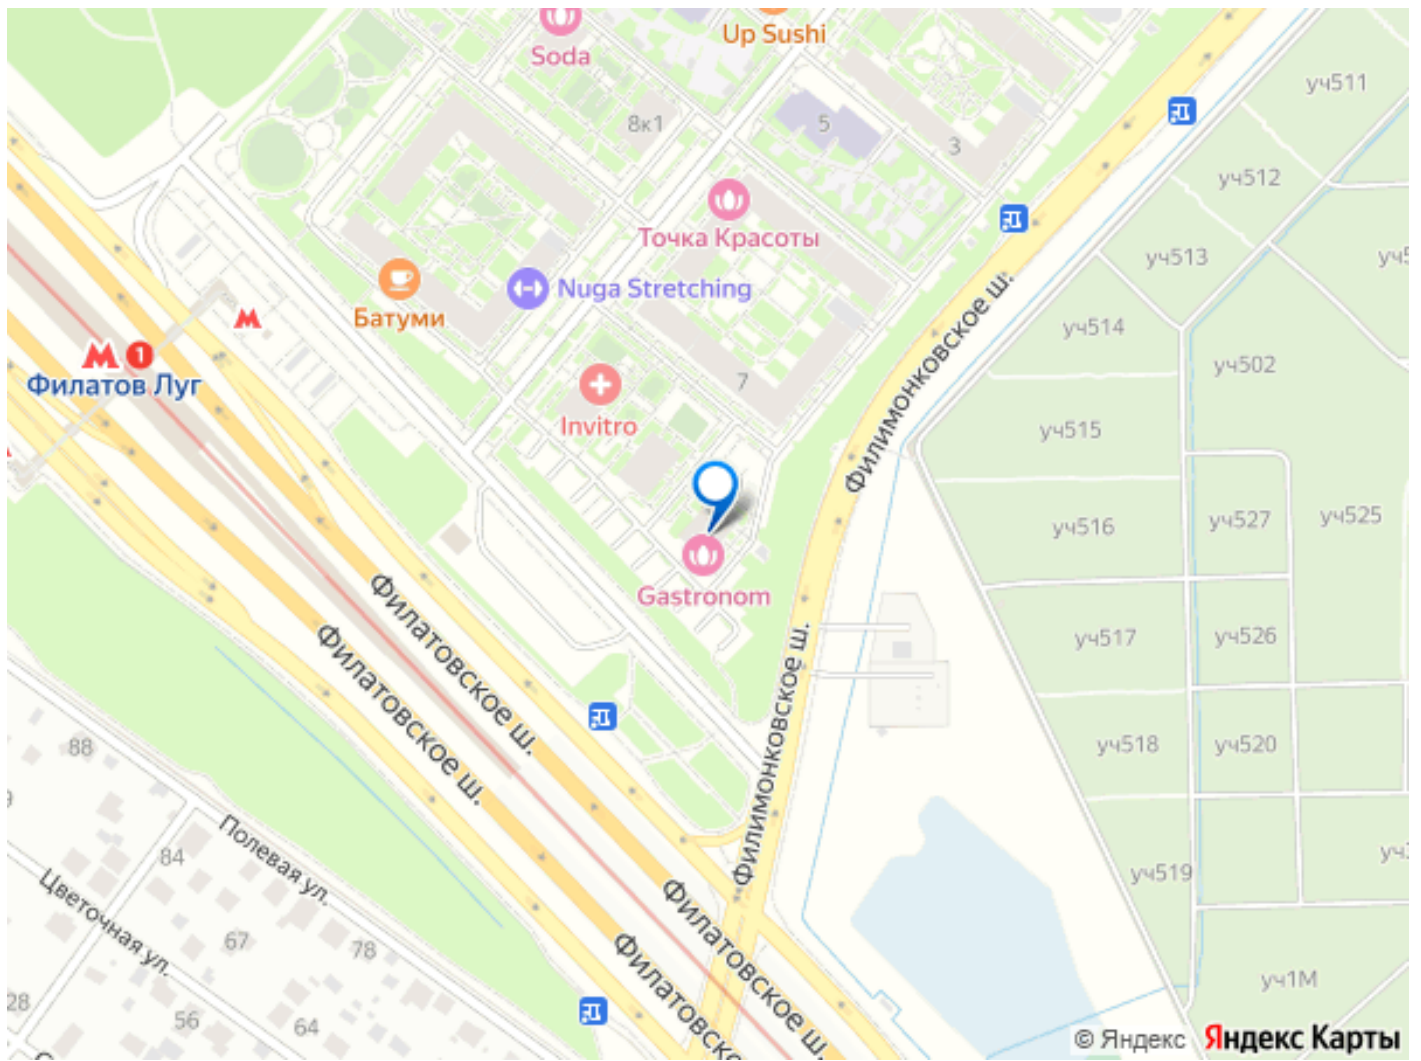 Up Sushi
Soda
уч511
8к1
5
3
уч512
Точка Красоты
уч513
Nuga Stretching
Батуми
уч514
1
Филатов Луг
7
уч502
Филимонковское ш.
Invitro
уч515
уч516
уч527
уч525
Gastronom
Филатовское ш.
Филатовское ш.
Филимонковское ш.
уч517
уч526
88
уч518
уч520
84
Полевая ул.
уч519
Цветочная ул.
67
78
Филатовское ш.
Филатовское
уч1М
28
56
64
© Яндекс Яндекс Карты